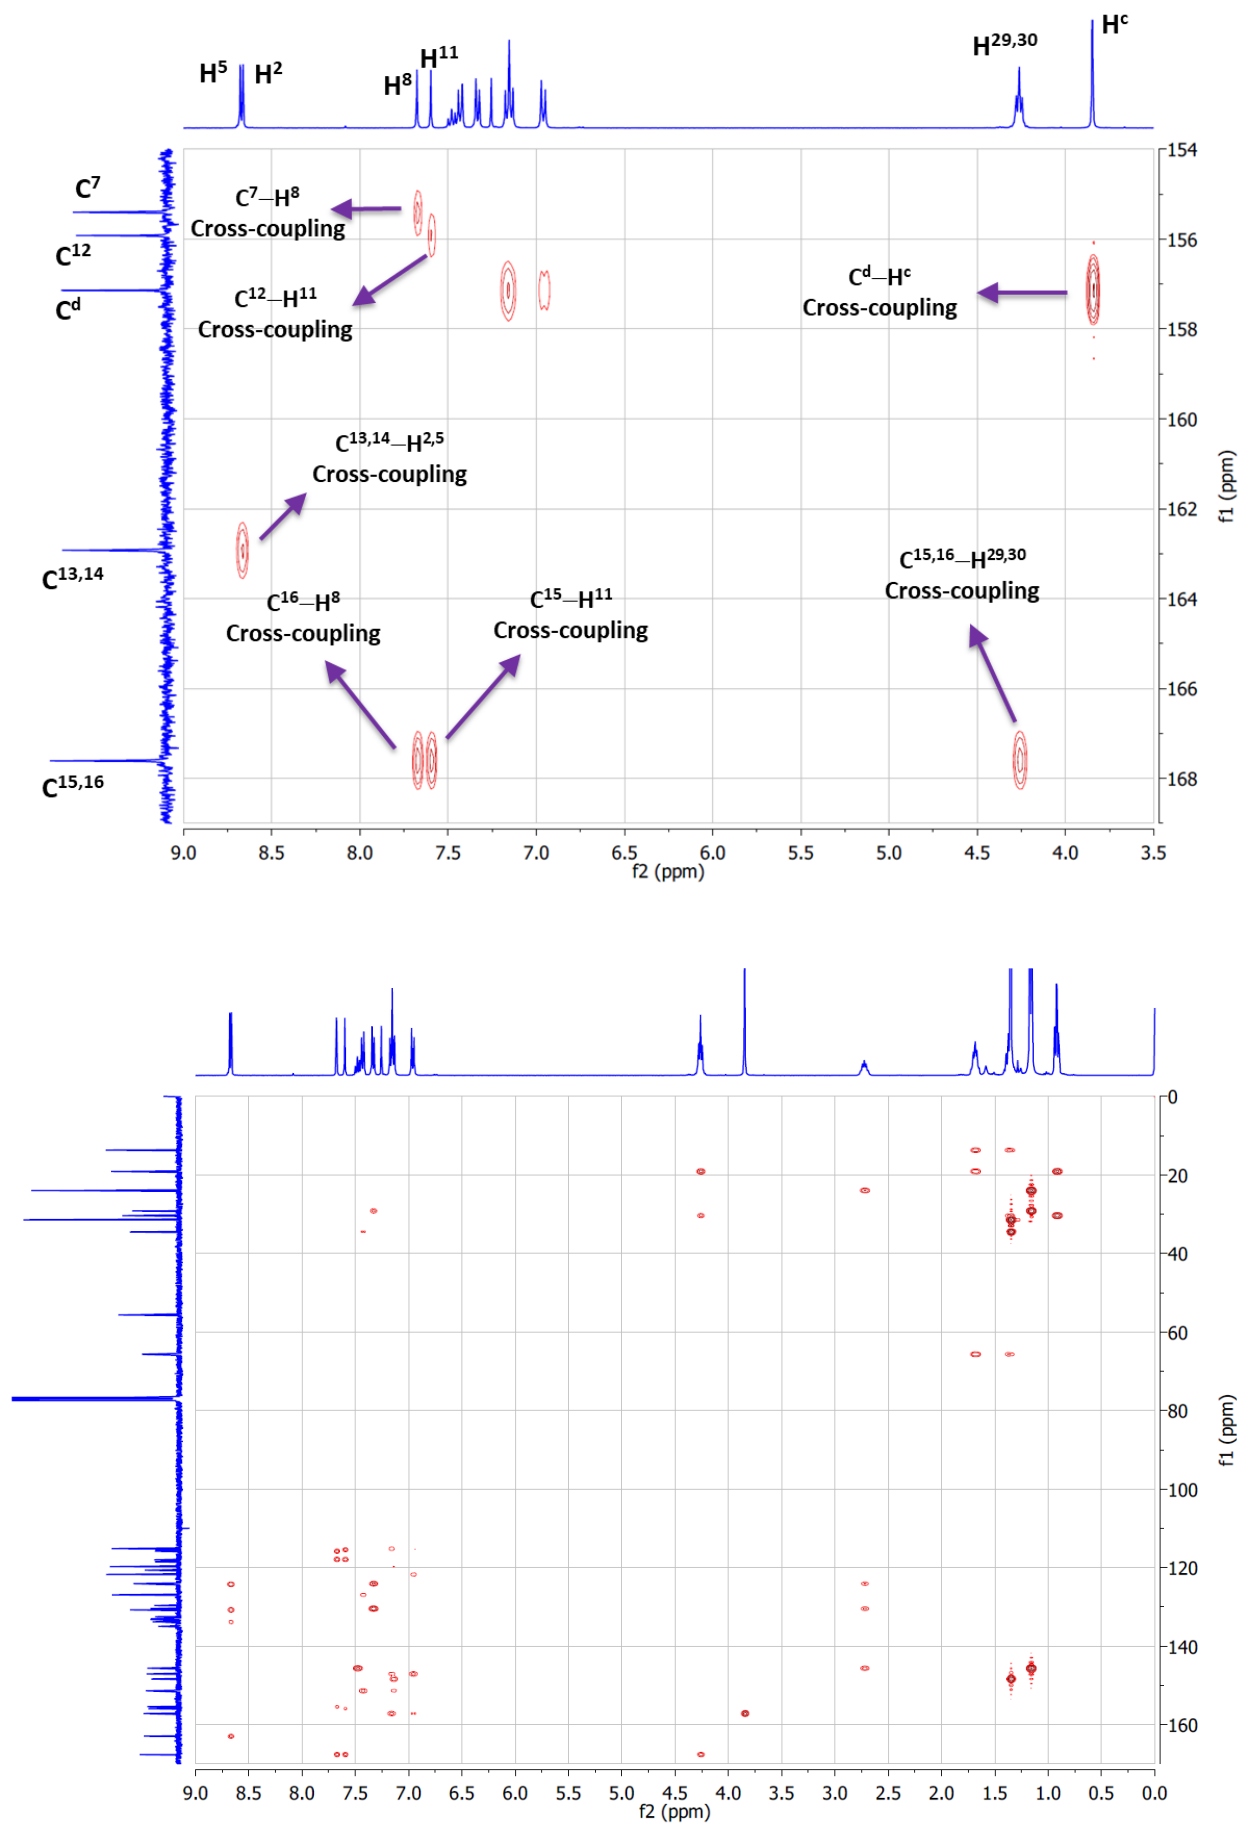 H⁵ H² H⁸ H¹¹ H²⁹,³⁰ Hᶜ
154
C⁷
C⁷–H⁸
Cross-coupling
156
C¹²
Cᵈ
C¹²–H¹¹
Cross-coupling
Cᵈ–Hᶜ
Cross-coupling
158
160
C¹³,¹⁴–H²,⁵
Cross-coupling
162
C¹³,¹⁴
C¹⁶–H⁸
Cross-coupling
C¹⁵–H¹¹
Cross-coupling
C¹⁵,¹⁶–H²⁹,³⁰
Cross-coupling
164
166
168
C¹⁵,¹⁶
f1 (ppm)
9.0 8.5 8.0 7.5 7.0 6.5 6.0 5.5 5.0 4.5 4.0 3.5
f2 (ppm)
0
20
40
60
80
100
120
140
160
f1 (ppm)
9.0 8.5 8.0 7.5 7.0 6.5 6.0 5.5 5.0 4.5 4.0 3.5 3.0 2.5 2.0 1.5 1.0 0.5 0.0
f2 (ppm)